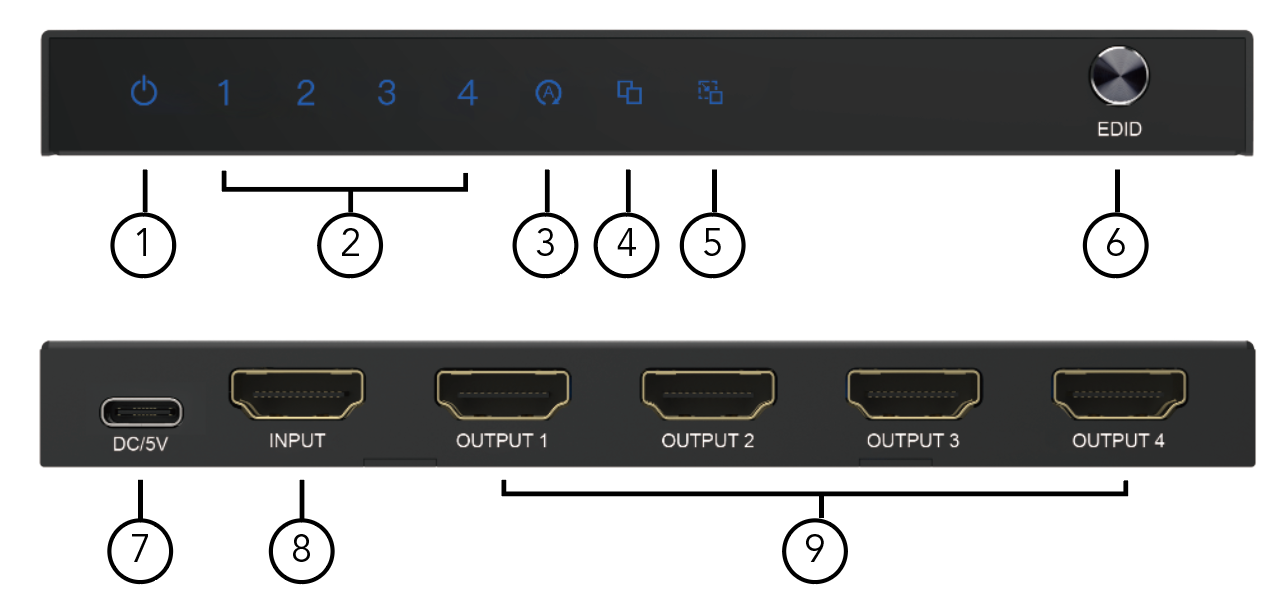 1 2 3 4 A
EDID
1 2 3 4 5 6
DC/5V INPUT OUTPUT 1 OUTPUT 2 OUTPUT 3 OUTPUT 4
7 8 9